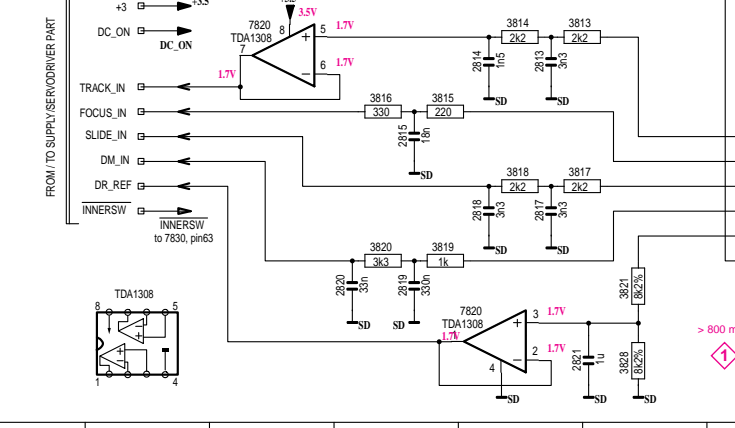 +3
+3.5
3.5V
DC_ON
DC_ON
7820
TDA1308
8
5
1.7V
7
6
1.7V
1.7V
3814
2k2
3813
2k2
2814
1n5
2813
3n3
SD
SD
FROM / TO SUPPLY/SERVODRIVER PART
TRACK_IN
FOCUS_IN
3816
330
3815
220
2815
18n
SD
SLIDE_IN
DM_IN
DR_REF
3818
2k2
3817
2k2
2818
3n3
2817
3n3
SD
SD
INNERSW
INNERSW
to 7830, pin63
3820
3k3
3819
1k
2820
33n
2819
330n
SD
SD
3821
8k2%
TDA1308
8
5
1
4
7820
TDA1308
1.7V
3
1.7V
2
1.7V
4
SD
2821
1u
SD
3828
8k2%
SD
> 800 m
1